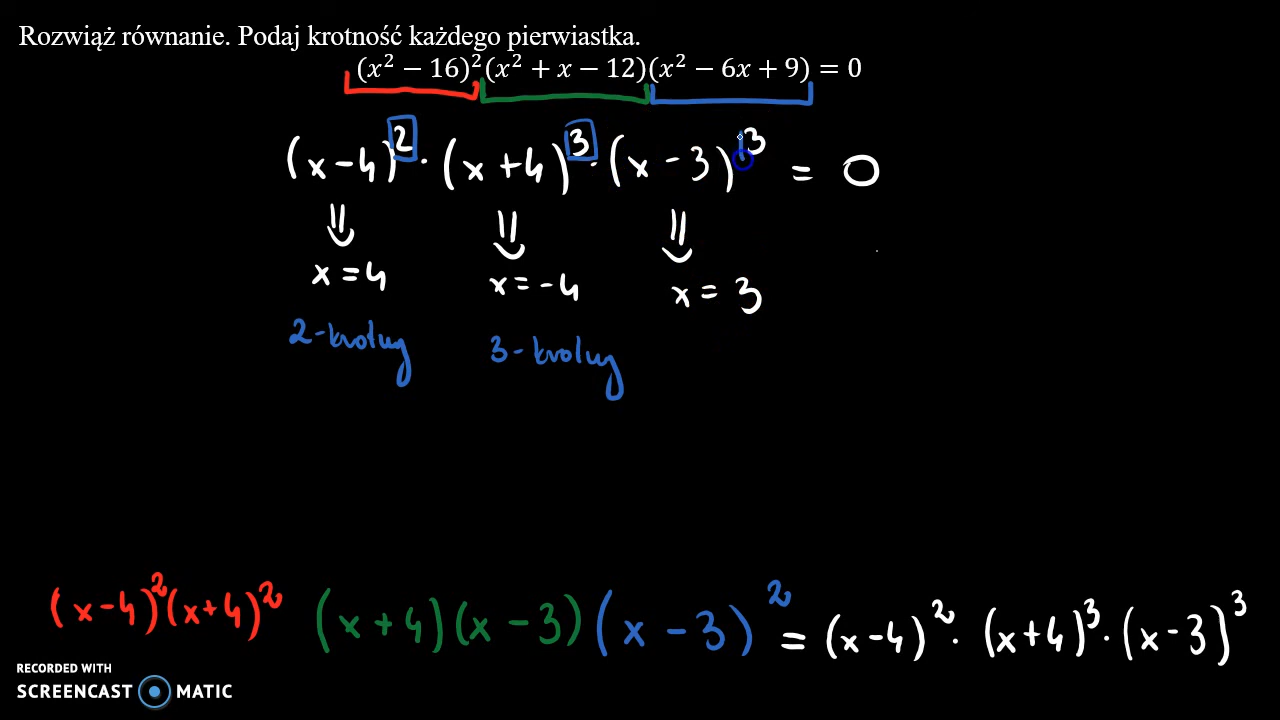 Rozwiąż równanie. Podaj krotność każdego pierwiastka.
(x² − 16)²(x² + x − 12)(x² − 6x + 9) = 0
(x−4)² · (x+4)³ · (x−3)³ = 0
x=4 x=-4 x=3
2-krotny 3-krotny
(x−4)²(x+4)² (x+4)(x−3)(x−3)² = (x−4)² · (x+4)³ · (x−3)³
RECORDED WITH
SCREENCAST MATIC